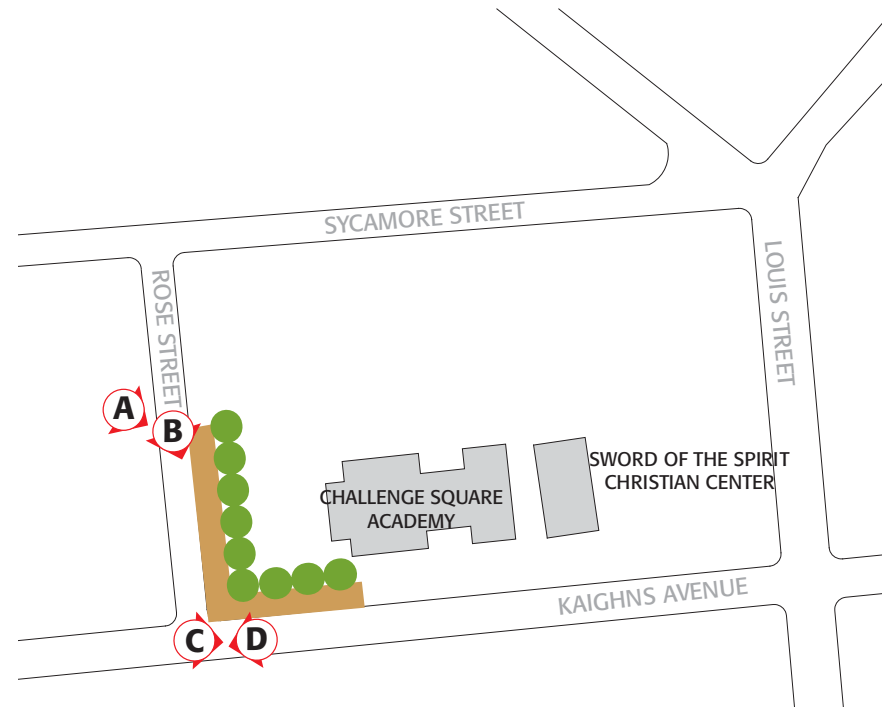 SYCAMORE STREET
ROSE STREET
LOUIS STREET
A
B
CHALLENGE SQUARE
ACADEMY
SWORD OF THE SPIRIT
CHRISTIAN CENTER
KAIGHNS AVENUE
C
D